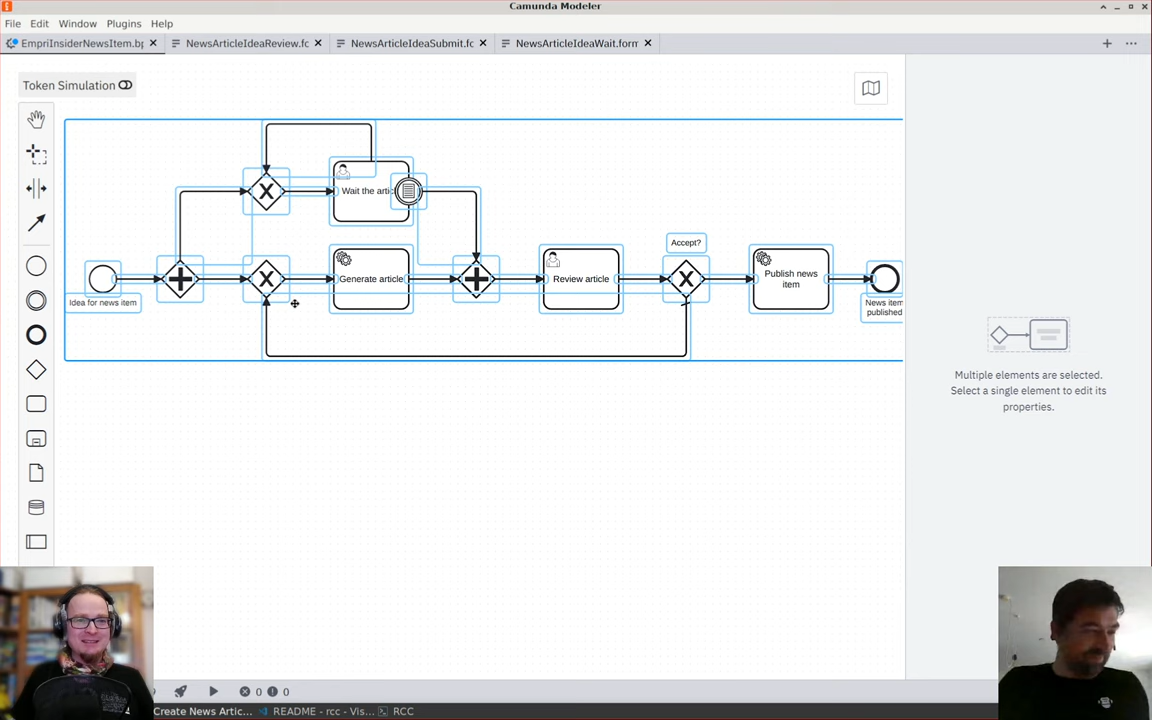 Camunda Modeler
File Edit Window Plugins Help
EmpriInsiderNewsItem.bp
NewsArticleIdeaReview.fc
NewsArticleIdeaSubmit.fc
NewsArticleIdeaWait.form
Token Simulation
Wait the arti
Accept?
Generate article
Review article
Publish news
item
Idea for news item
News item
published
Multiple elements are selected.
Select a single element to edit its
properties.
0 0
Create News Artic...
README - rcc - Vis...
RCC